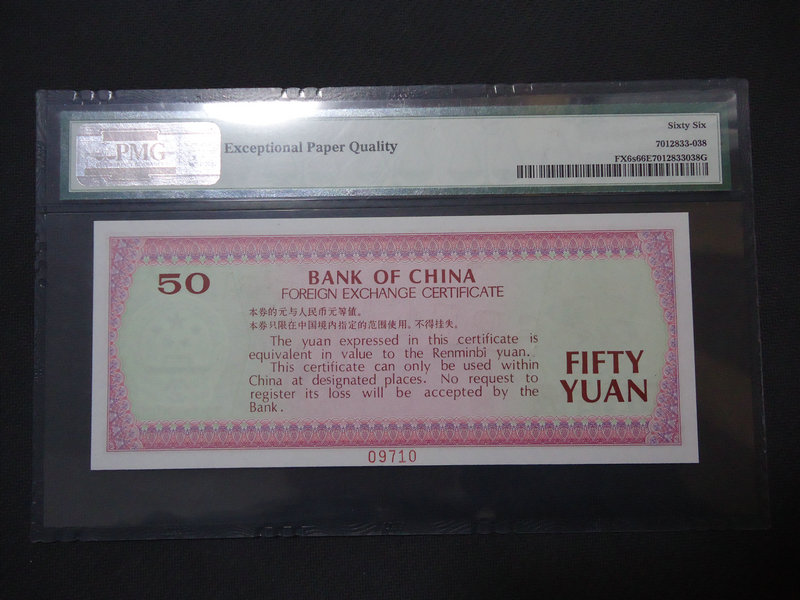 PMG
Exceptional Paper Quality
Sixty Six
7012833-038
FX6s66E7012833038G
50
BANK OF CHINA
FOREIGN EXCHANGE CERTIFICATE
本券的元与人民币元等值。
本券只限在中国境内指定的范围使用、不得挂失。
The yuan expressed in this certificate is
equivalent in value to the Renminbi yuan.
This certificate can only be used within
China at designated places. No request to
register its loss will be accepted by the
Bank.
FIFTY
YUAN
09710